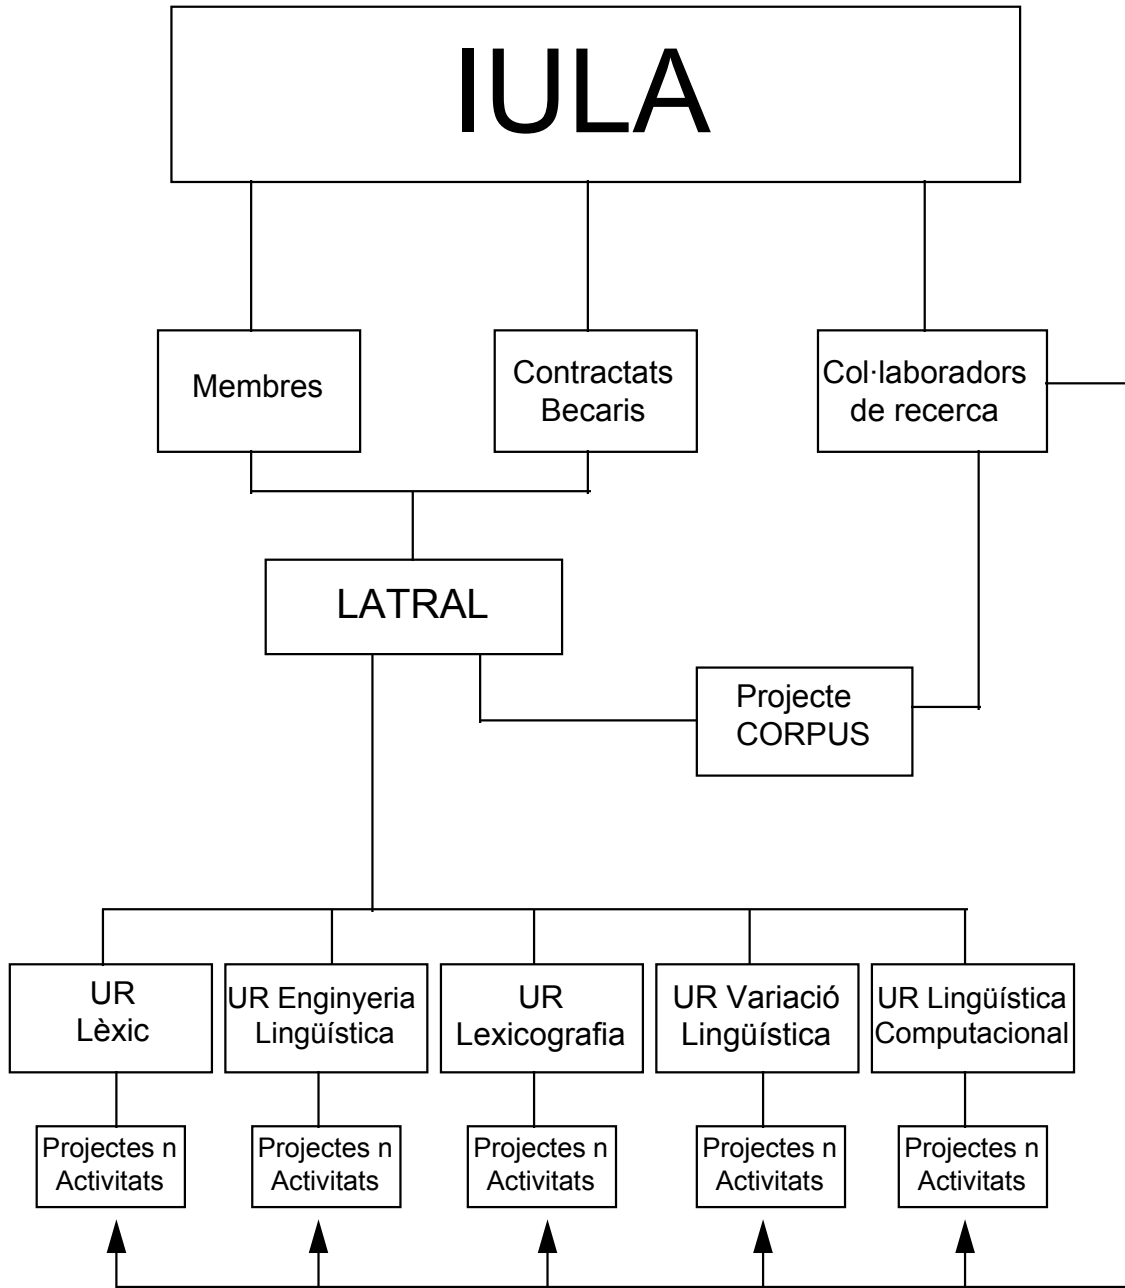 IULA
Membres
Contractats
Becaris
Col·laboradors
de recerca
LATRAL
Projecte
CORPUS
UR
Lèxic
UR Enginyeria
Lingüística
UR
Lexicografia
UR Variació
Lingüística
UR Lingüística
Computacional
Projectes n
Activitats
Projectes n
Activitats
Projectes n
Activitats
Projectes n
Activitats
Projectes n
Activitats